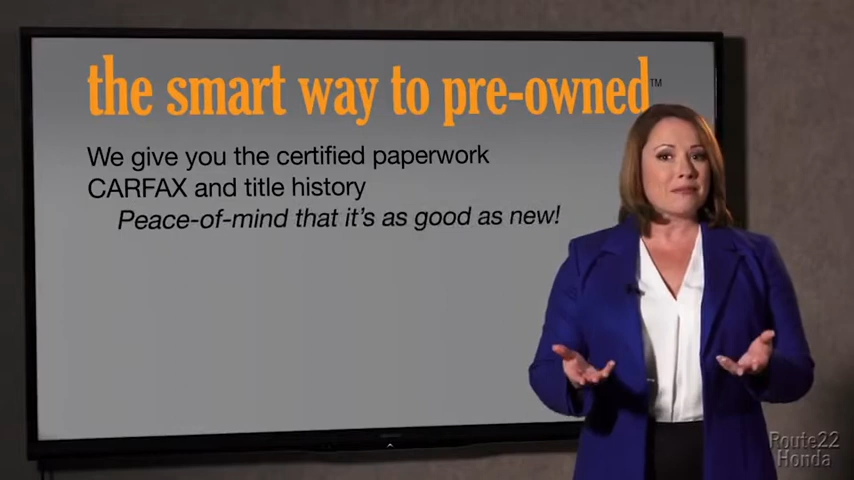 the smart way to pre-owned™
We give you the certified paperwork
CARFAX and title history
Peace-of-mind that it's as good as new!
Route22
Honda